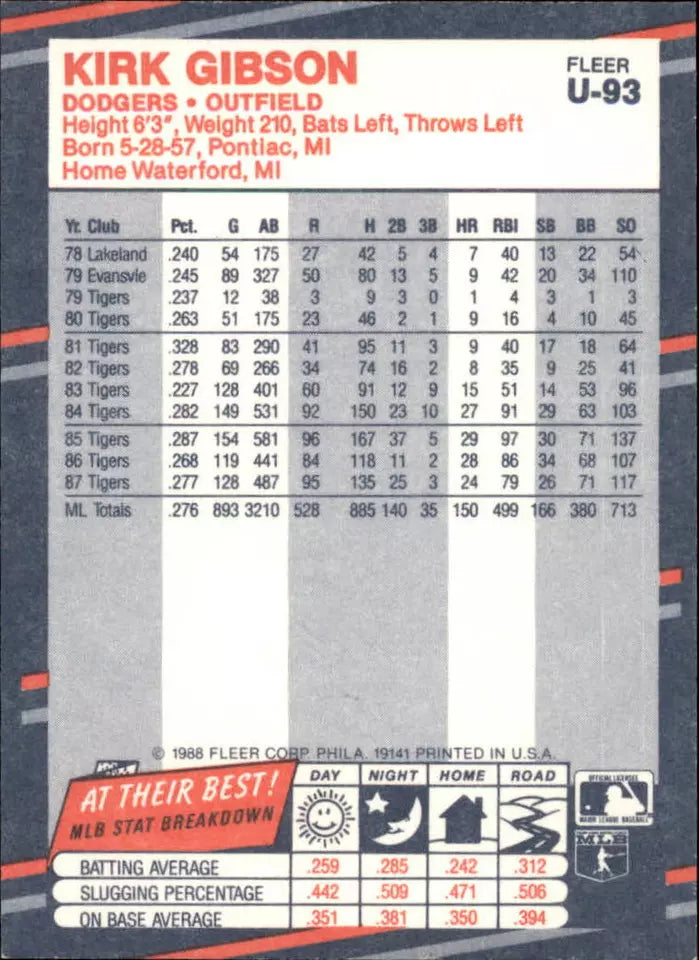 KIRK GIBSON
FLEER
U-93
DODGERS • OUTFIELD
Height 6'3", Weight 210, Bats Left, Throws Left
Born 5-28-57, Pontiac, MI
Home Waterford, MI
Yr. Club Pct. G AB R H 2B 3B HR RBI SB BB SO
78 Lakeland .240 54 175 27 42 5 4 7 40 13 22 54
79 Evansvle .245 89 327 50 80 13 5 9 42 20 34 110
79 Tigers .237 12 38 3 9 3 0 1 4 3 1 3
80 Tigers .263 51 175 23 46 2 1 9 16 4 10 45
81 Tigers .328 83 290 41 95 11 3 9 40 17 18 64
82 Tigers .278 69 266 34 74 16 2 8 35 9 25 41
83 Tigers .227 128 401 60 91 12 9 15 51 14 53 96
84 Tigers .282 149 531 92 150 23 10 27 91 29 63 103
85 Tigers .287 154 581 96 167 37 5 29 97 30 71 137
86 Tigers .268 119 441 84 118 11 2 28 86 34 68 107
87 Tigers .277 128 487 95 135 25 3 24 79 26 71 117
ML Totals .276 893 3210 528 885 140 35 150 499 166 380 713
© 1988 FLEER CORP. PHILA. 19141 PRINTED IN U.S.A.
AT THEIR BEST!
MLB STAT BREAKDOWN
DAY NIGHT HOME ROAD
OFFICIAL LICENSEE
MAJOR LEAGUE BASEBALL
MLB
BATTING AVERAGE .259 .285 .242 .312
SLUGGING PERCENTAGE .442 .509 .471 .506
ON BASE AVERAGE .351 .381 .350 .394